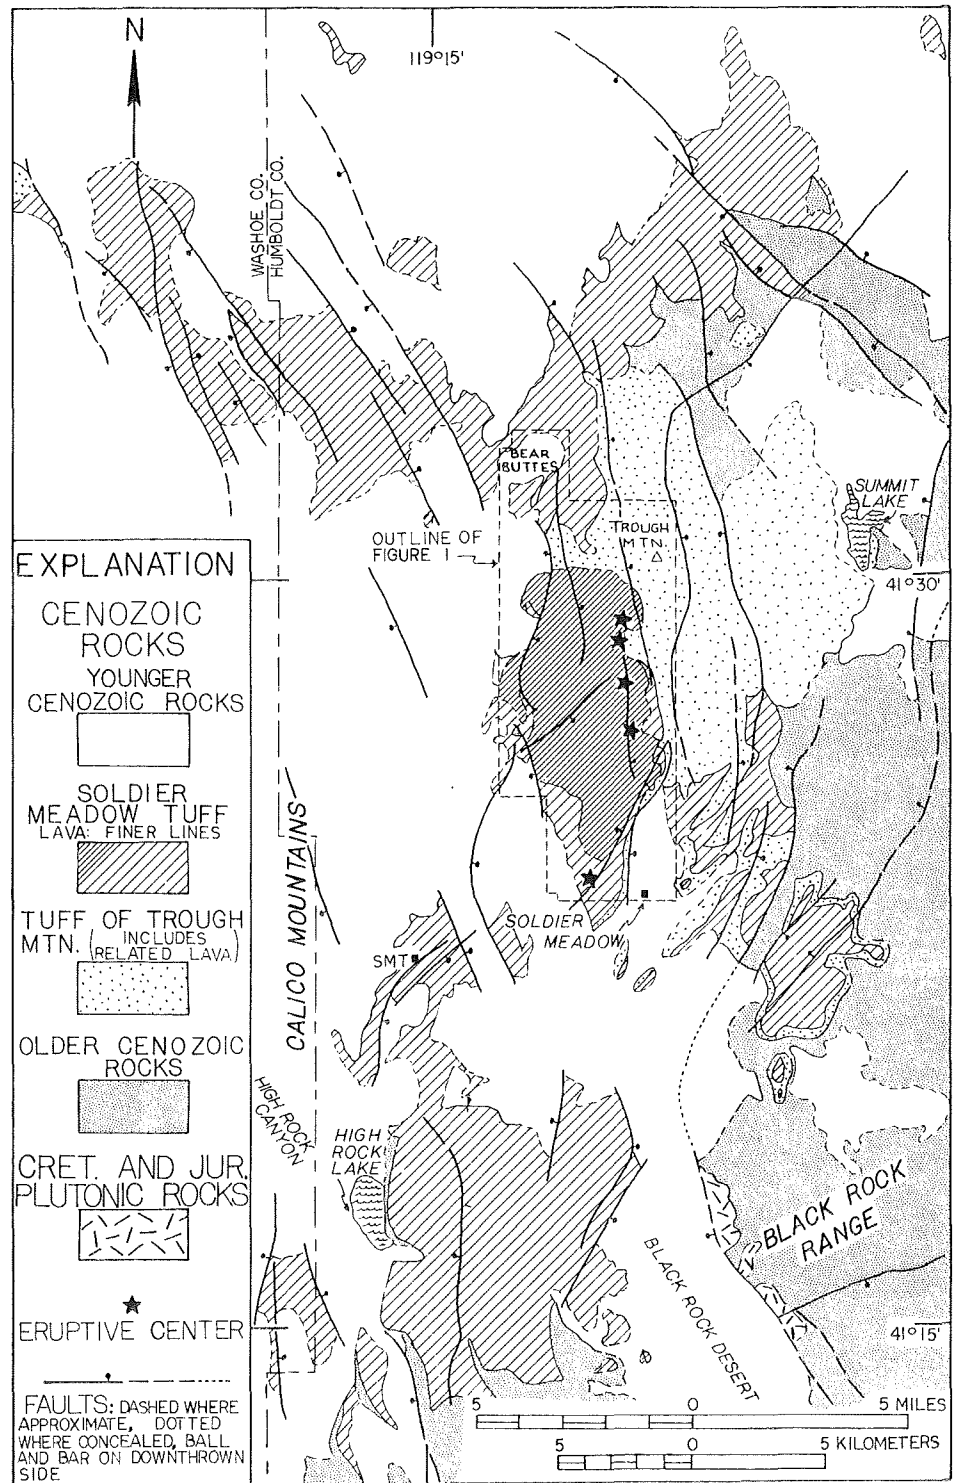 N
119°15'
WASHOE CO.
HUMBOLDT CO.
BEAR
BUTTES
SUMMIT
LAKE
TROUGH
MTN.
OUTLINE OF
FIGURE 1
41°30'
EXPLANATION
CENOZOIC
ROCKS
YOUNGER
CENOZOIC ROCKS
SOLDIER
MEADOW TUFF
LAVA: FINER LINES
TUFF OF TROUGH
MTN. (INCLUDES
RELATED LAVA)
OLDER CENOZOIC
ROCKS
CRET. AND JUR.
PLUTONIC ROCKS
ERUPTIVE CENTER
FAULTS: DASHED WHERE
APPROXIMATE, DOTTED
WHERE CONCEALED, BALL
AND BAR ON DOWNTHROWN
SIDE
CALICO MOUNTAINS
SOLDIER
MEADOW
SMT
HIGH ROCK
CANYON
HIGH
ROCK
LAKE
BLACK ROCK
RANGE
BLACK ROCK DESERT
41°15'
5 0 5 MILES
5 0 5 KILOMETERS